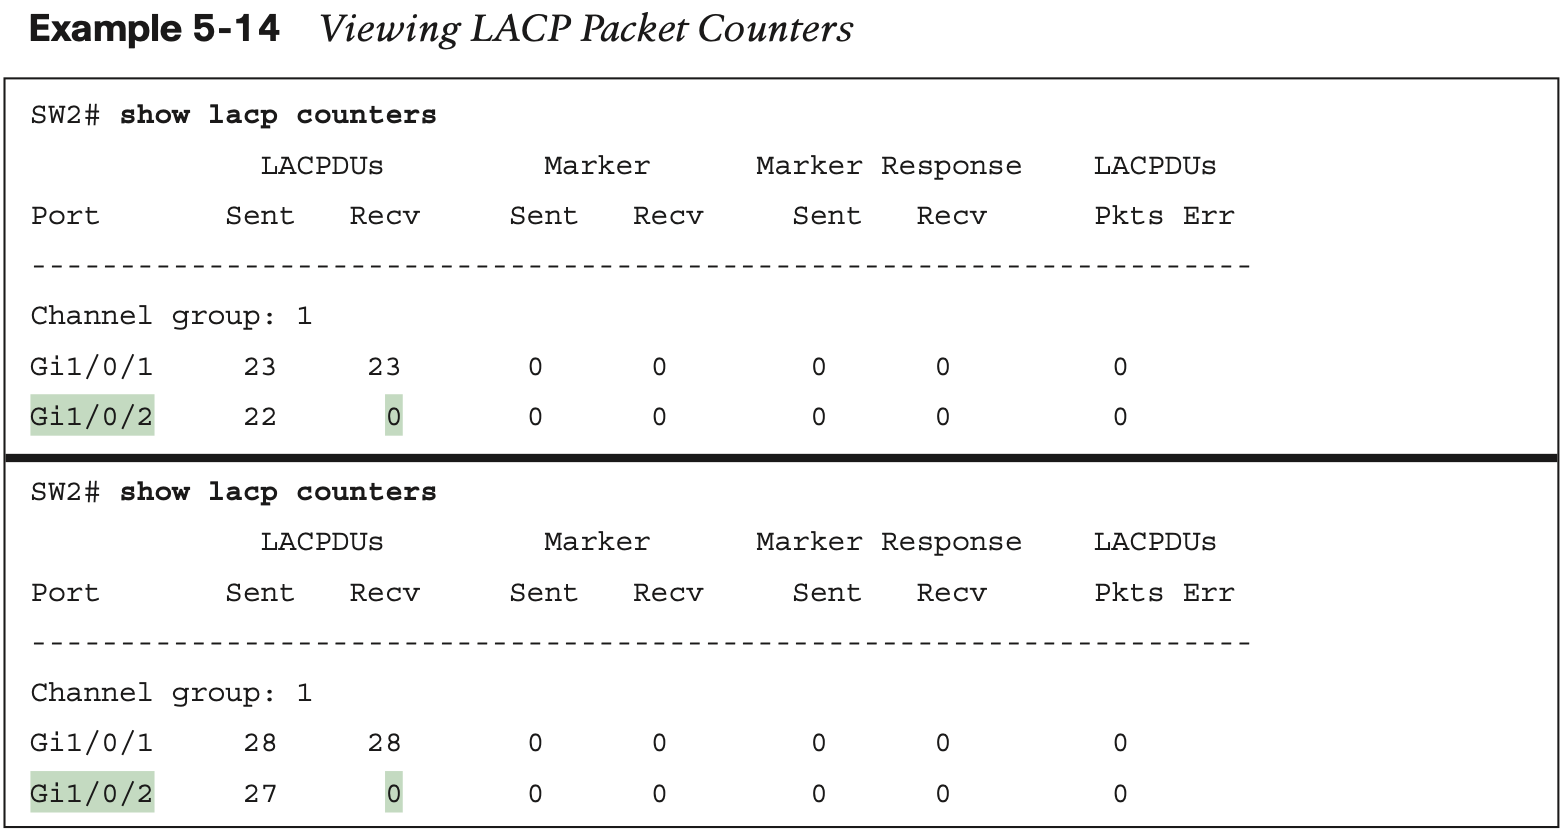 Example 5-14 Viewing LACP Packet Counters
SW2# show lacp counters
LACPDUs Marker Marker Response LACPDUs
Port Sent Recv Sent Recv Sent Recv Pkts Err
---------------------------------------------------------------------
Channel group: 1
Gi1/0/1 23 23 0 0 0 0 0
Gi1/0/2 22 0 0 0 0 0 0
SW2# show lacp counters
LACPDUs Marker Marker Response LACPDUs
Port Sent Recv Sent Recv Sent Recv Pkts Err
---------------------------------------------------------------------
Channel group: 1
Gi1/0/1 28 28 0 0 0 0 0
Gi1/0/2 27 0 0 0 0 0 0